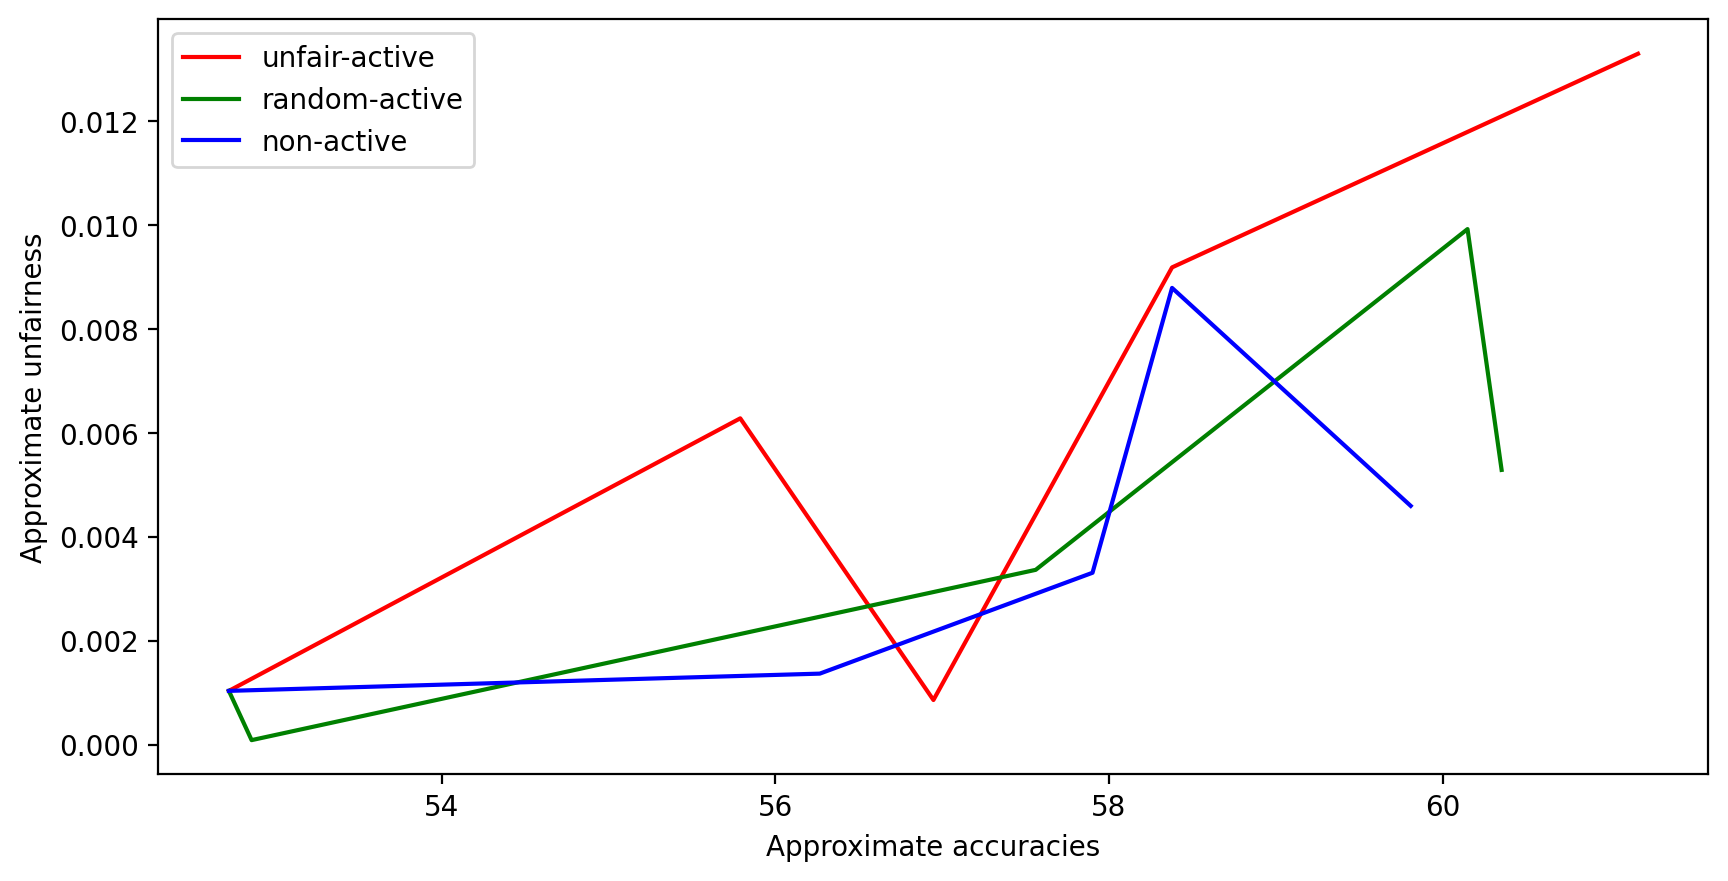 unfair-active
random-active
non-active
0.012
0.010
0.008
0.006
0.004
0.002
0.000
Approximate unfairness
54
56
58
60
Approximate accuracies